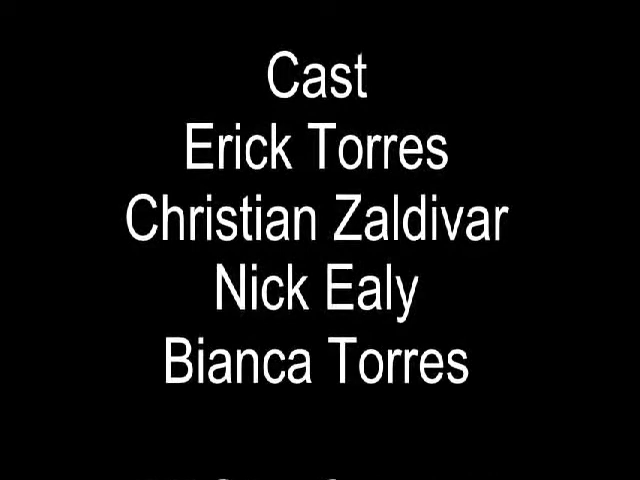 Cast
Erick Torres
Christian Zaldivar
Nick Ealy
Bianca Torres